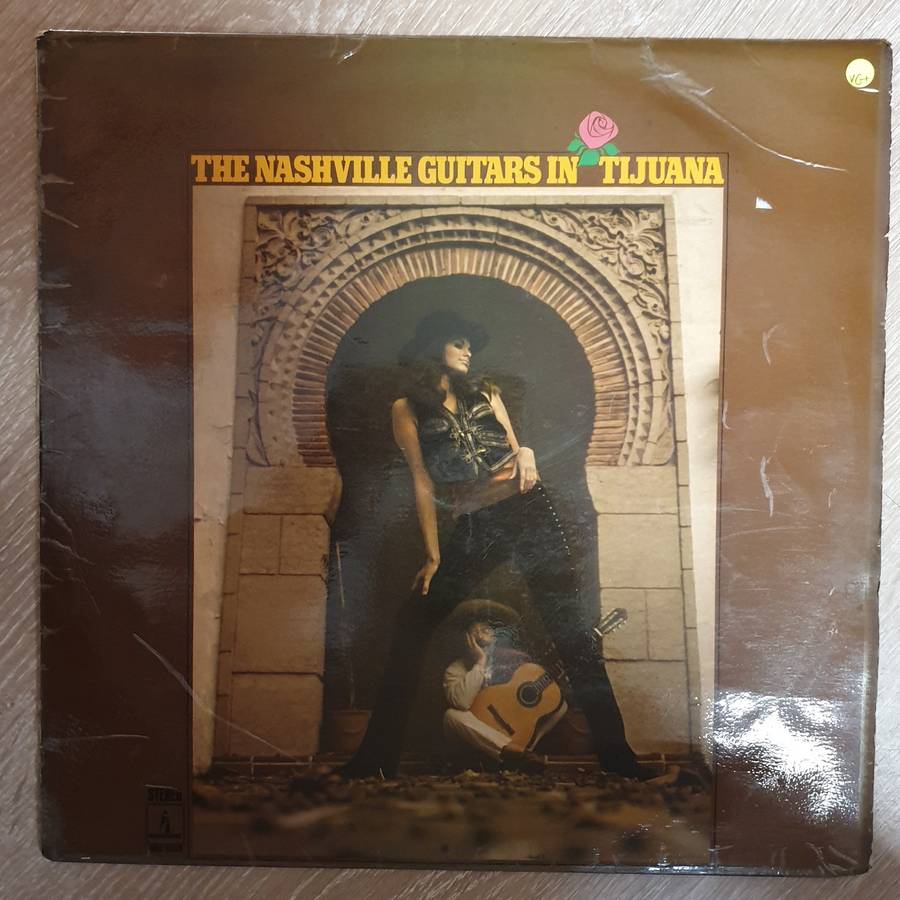 VG+
THE NASHVILLE GUITARS IN TIJUANA
STEREO